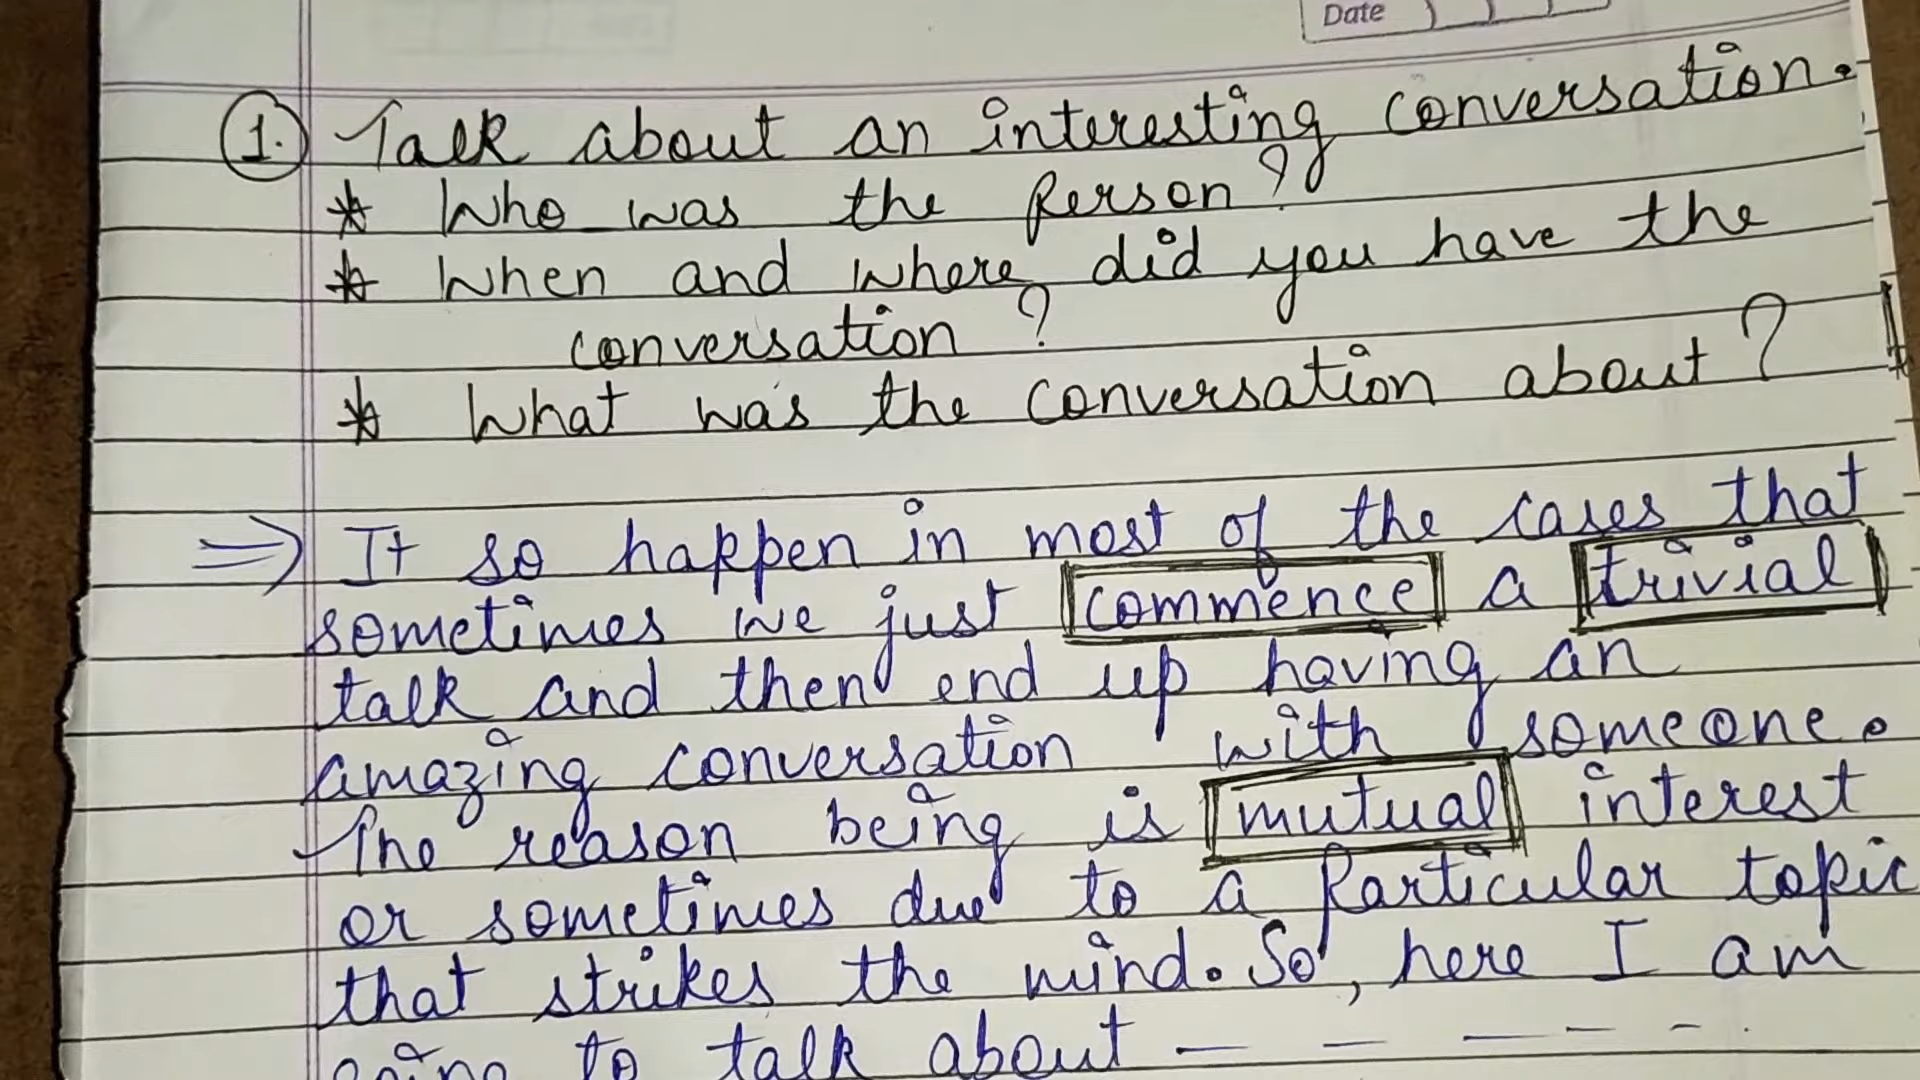 Date
1. Talk about an interesting conversation.
* Who was the person?
* When and where did you have the
conversation?
* What was the conversation about?
⇒ It so happen in most of the cases that
sometimes we just commence a trivial
talk and then end up having an
amazing conversation with someone.
The reason being is mutual interest
or sometimes due to a particular topic
that strikes the mind. So, here I am
going to talk about — — — – - .